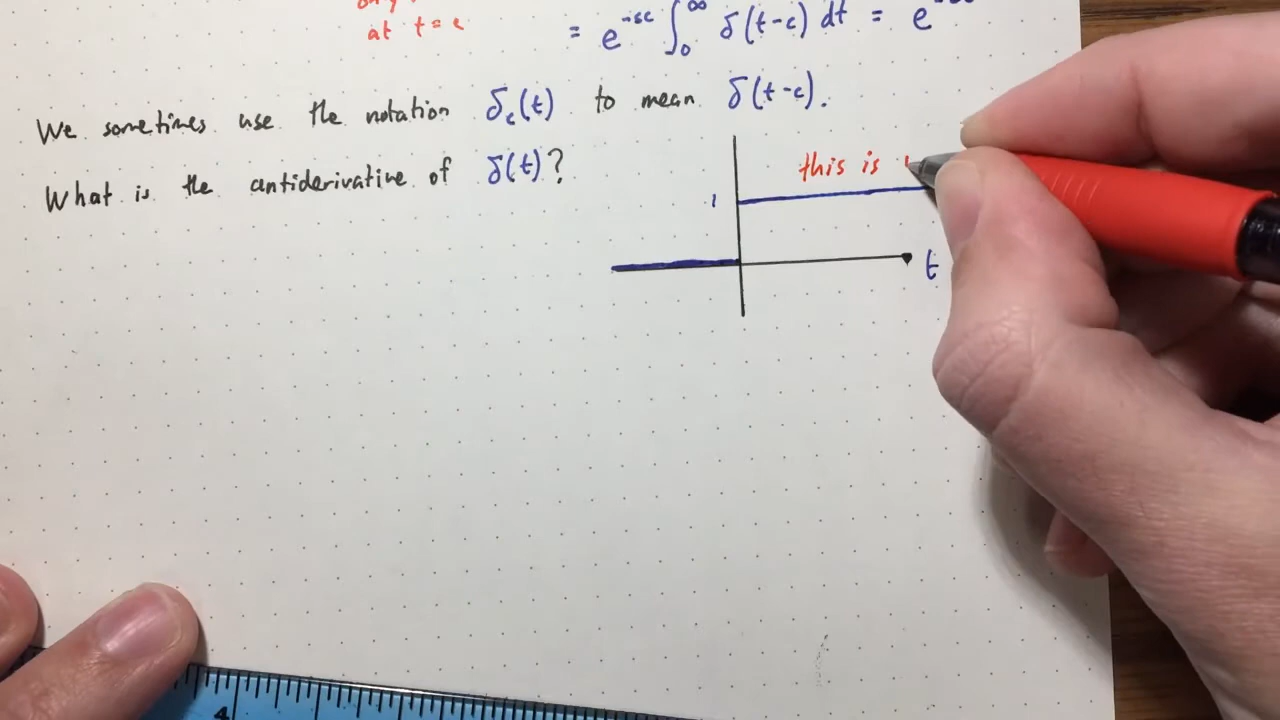 at t=c
= e^-sc ∫_0^∞ δ(t-c) dt = e
We sometimes use the notation δ_c(t) to mean δ(t-c).
What is the antiderivative of δ(t)?
this is
1
t
4